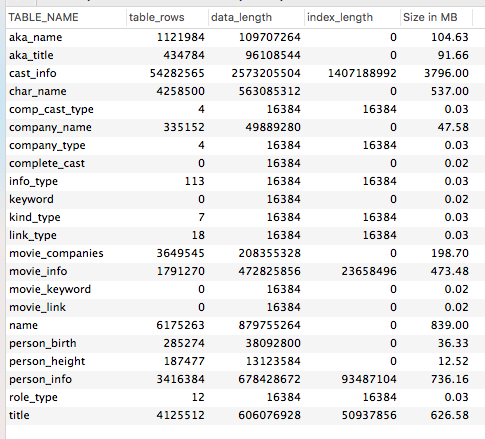 TABLE_NAME table_rows data_length index_length Size in MB
aka_name 1121984 109707264 0 104.63
aka_title 434784 96108544 0 91.66
cast_info 54282565 2573205504 1407188992 3796.00
char_name 4258500 563085312 0 537.00
comp_cast_type 4 16384 16384 0.03
company_name 335152 49889280 0 47.58
company_type 4 16384 16384 0.03
complete_cast 0 16384 0 0.02
info_type 113 16384 16384 0.03
keyword 0 16384 0 0.02
kind_type 7 16384 16384 0.03
link_type 18 16384 16384 0.03
movie_companies 3649545 208355328 0 198.70
movie_info 1791270 472825856 23658496 473.48
movie_keyword 0 16384 0 0.02
movie_link 0 16384 0 0.02
name 6175263 879755264 0 839.00
person_birth 285274 38092800 0 36.33
person_height 187477 13123584 0 12.52
person_info 3416384 678428672 93487104 736.16
role_type 12 16384 16384 0.03
title 4125512 606076928 50937856 626.58